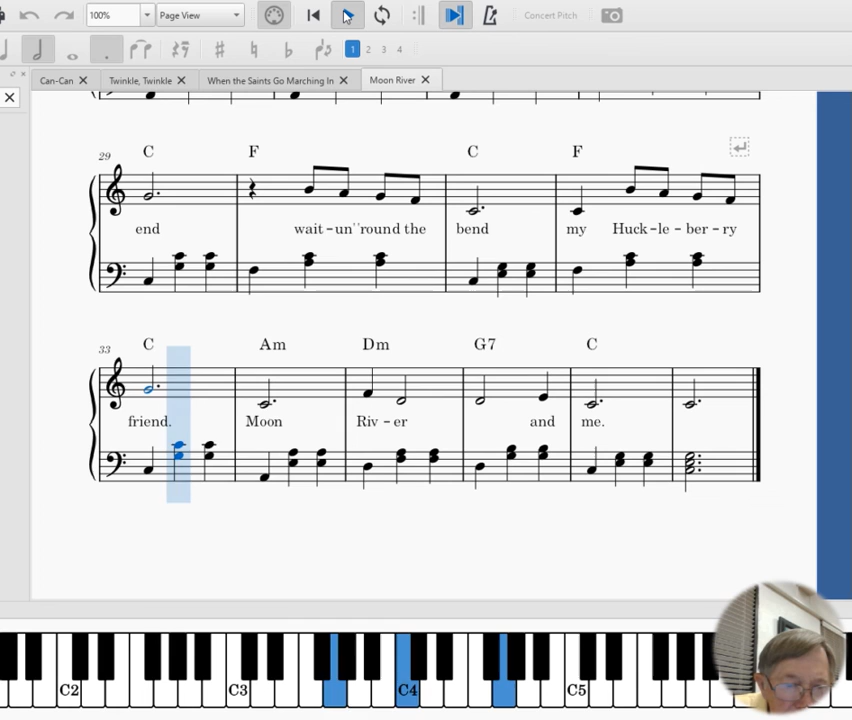 100% Page View Concert Pitch
1 2 3 4
Can-Can Twinkle, Twinkle When the Saints Go Marching In Moon River
29 C F C F
end wait-un''round the bend my Huck-le-ber-ry
33 C Am Dm G7 C
friend. Moon Riv-er and me.
C2 C3 C4 C5